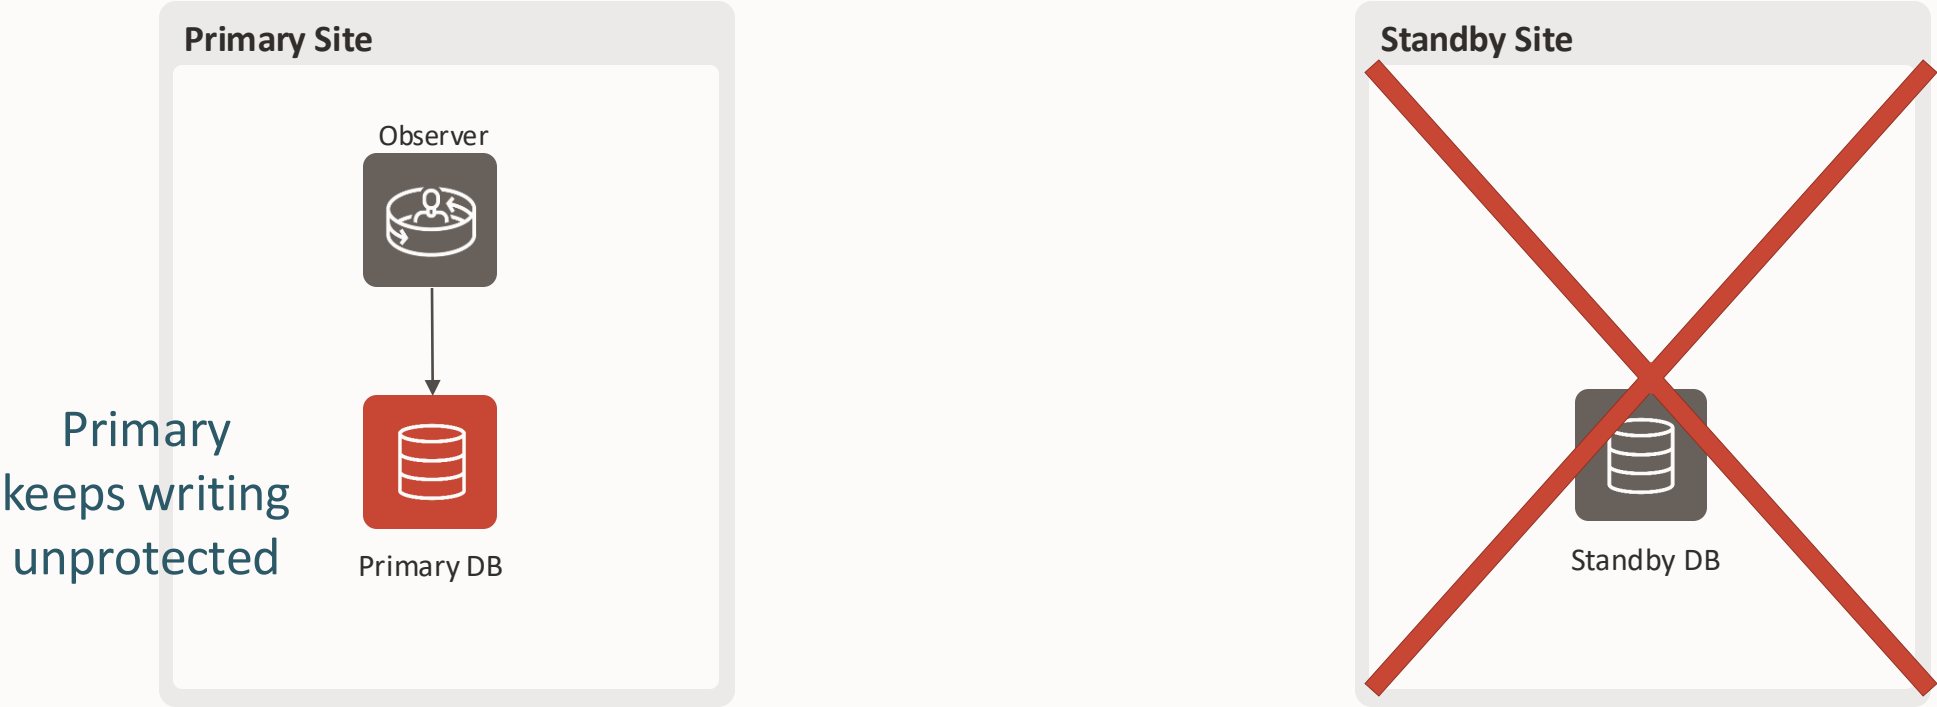 Primary Site
Observer
Primary
keeps writing
unprotected
Primary DB
Standby Site
Standby DB